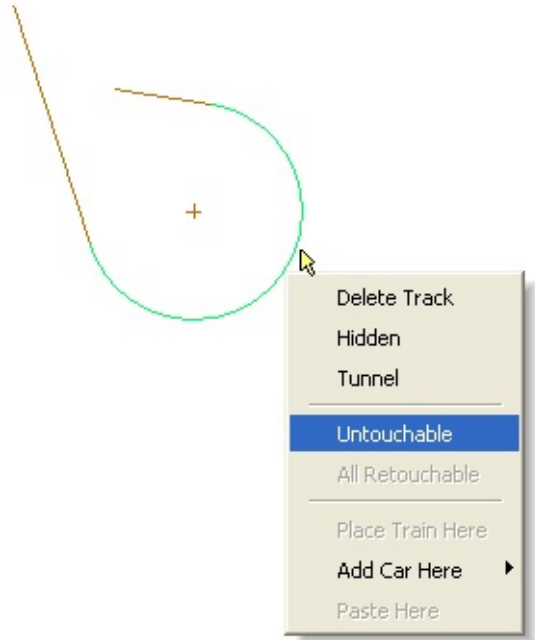 Delete Track
Hidden
Tunnel
Untouchable
All Retouchable
Place Train Here
Add Car Here
Paste Here